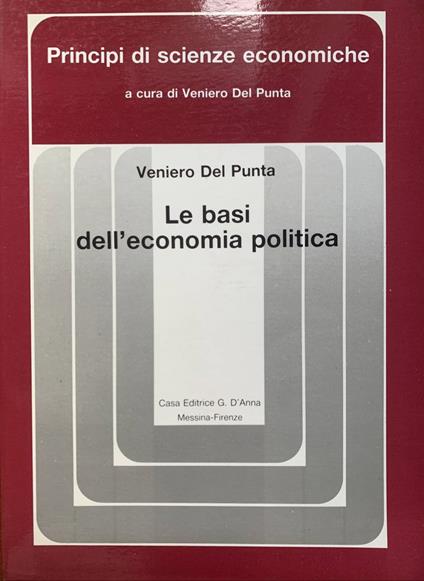 Principi di scienze economiche
a cura di Veniero Del Punta
Veniero Del Punta
Le basi
dell'economia politica
Casa Editrice G. D'Anna
Messina-Firenze